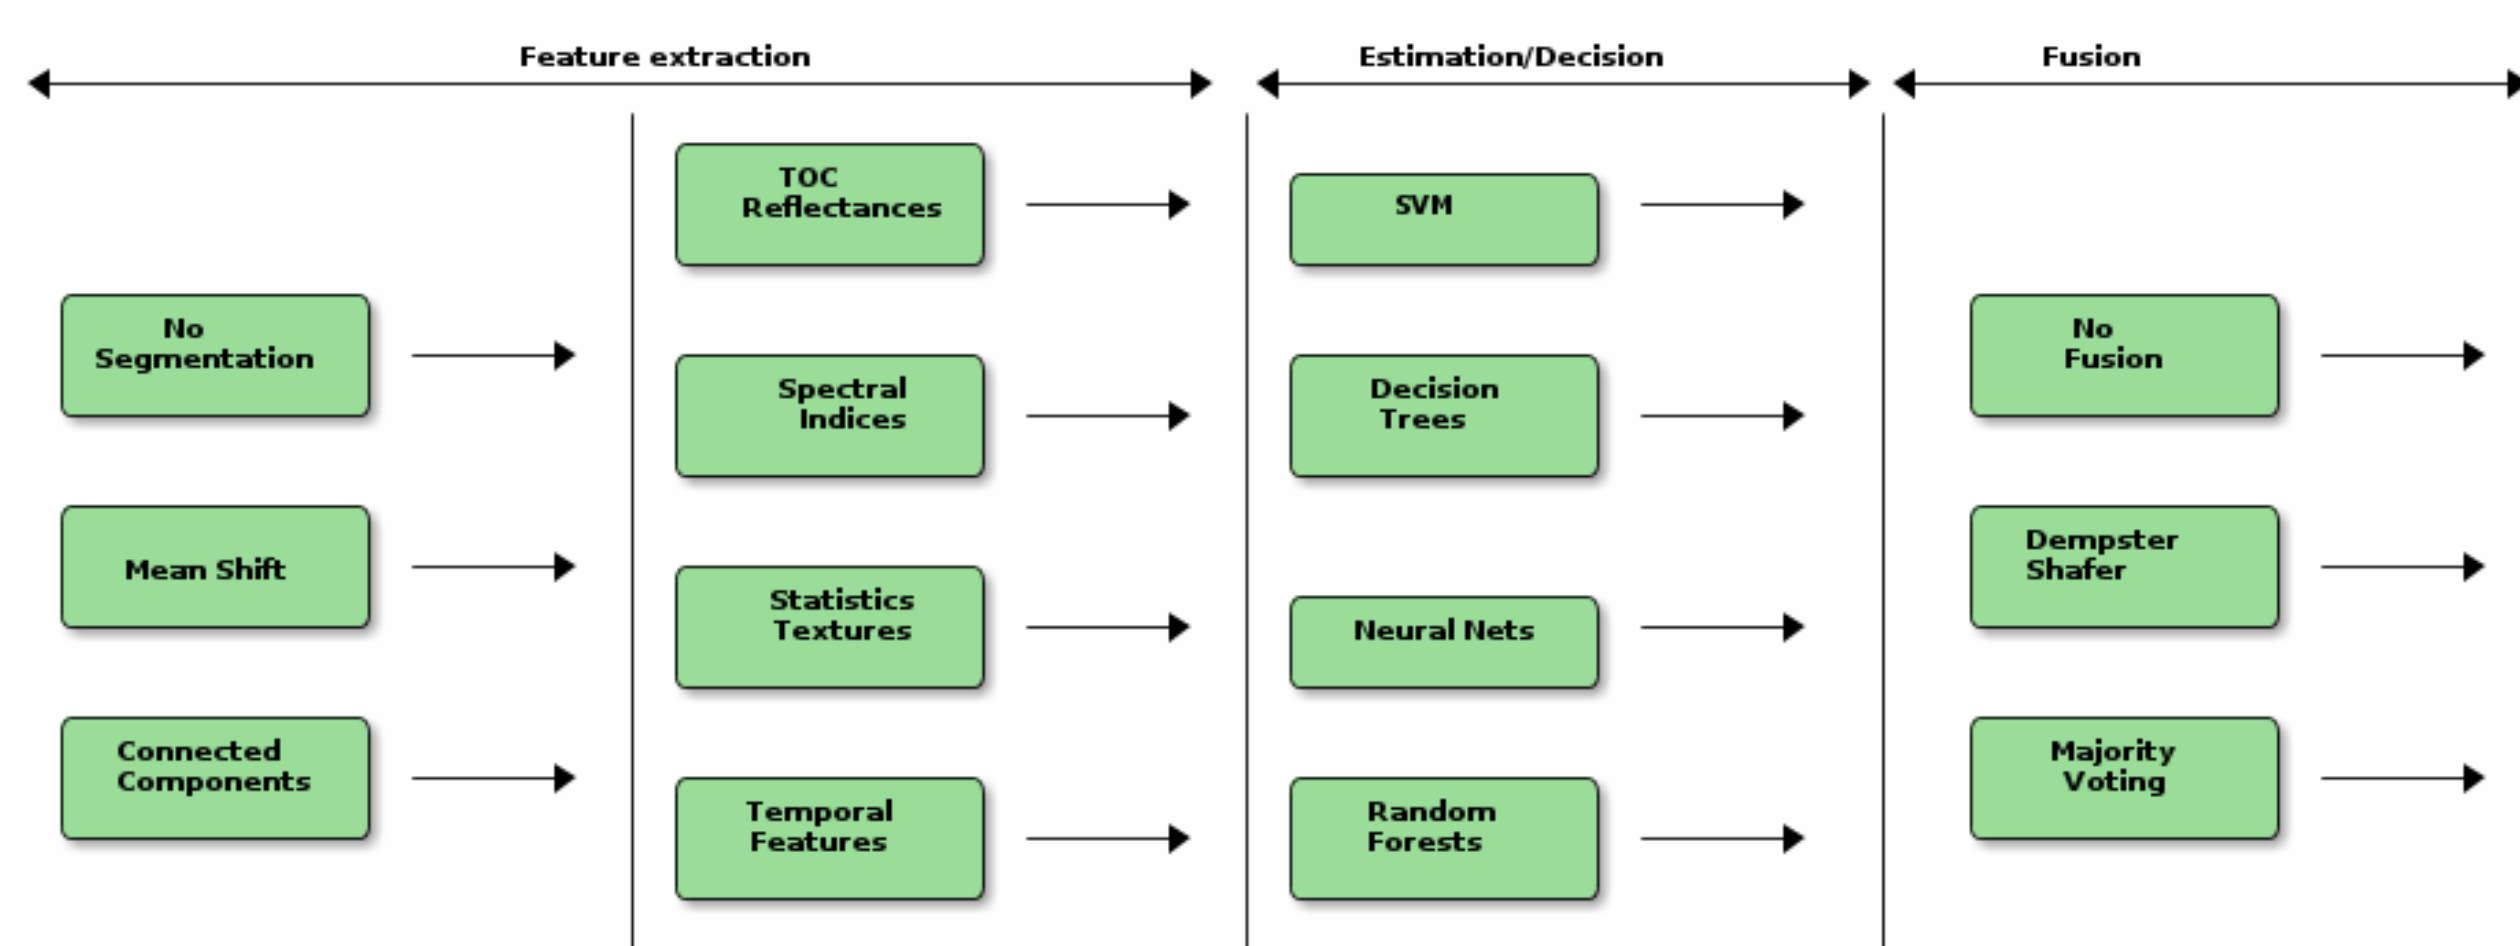 Feature extraction
Estimation/Decision
Fusion
No
Segmentation
Mean Shift
Connected
Components
TOC
Reflectances
Spectral
Indices
Statistics
Textures
Temporal
Features
SVM
Decision
Trees
Neural Nets
Random
Forests
No
Fusion
Dempster
Shafer
Majority
Voting